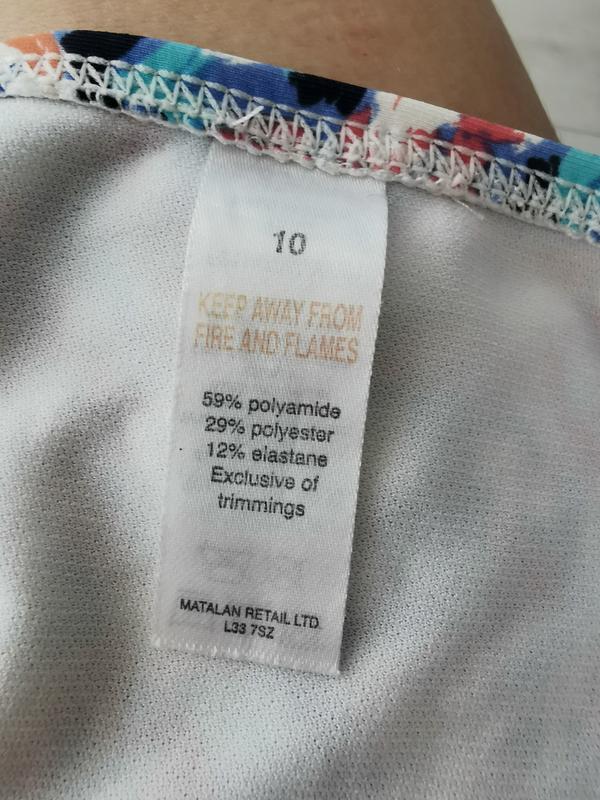 10
KEEP AWAY FROM
FIRE AND FLAMES
59% polyamide
29% polyester
12% elastane
Exclusive of
trimmings
MATALAN RETAIL LTD
L33 7SZ